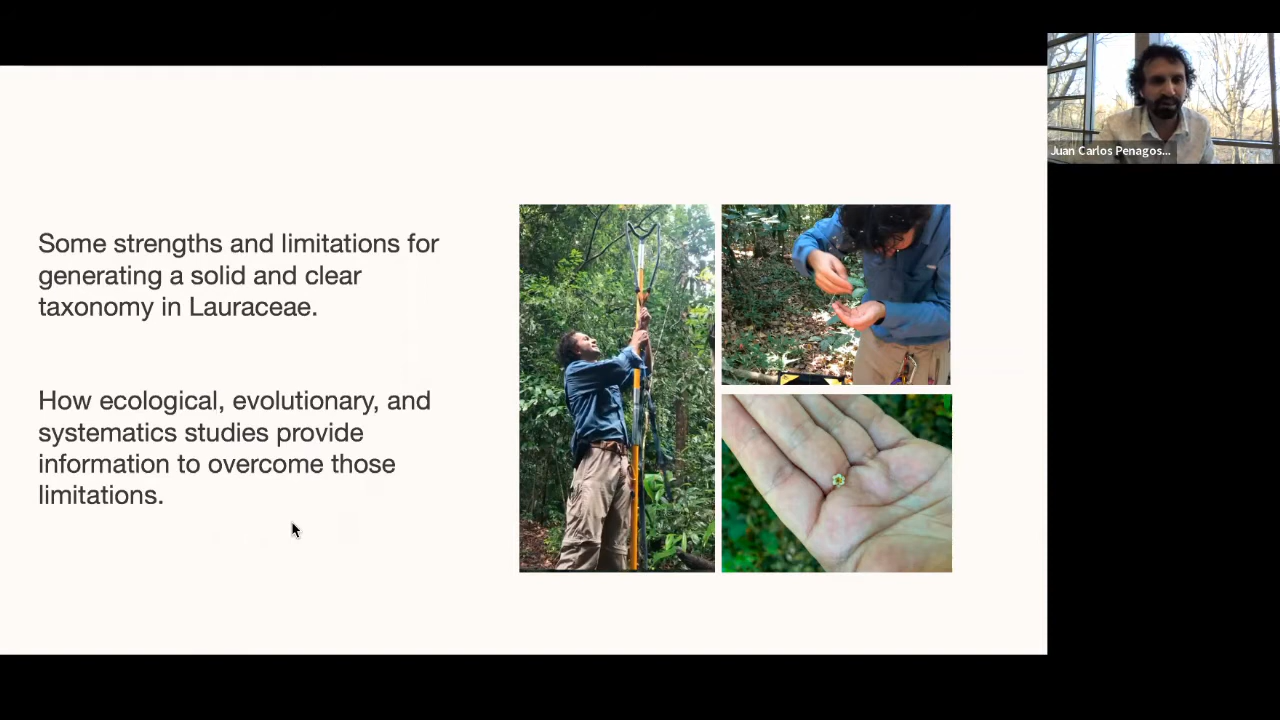 Some strengths and limitations for
generating a solid and clear
taxonomy in Lauraceae.
How ecological, evolutionary, and
systematics studies provide
information to overcome those
limitations.
Juan Carlos Penagos...